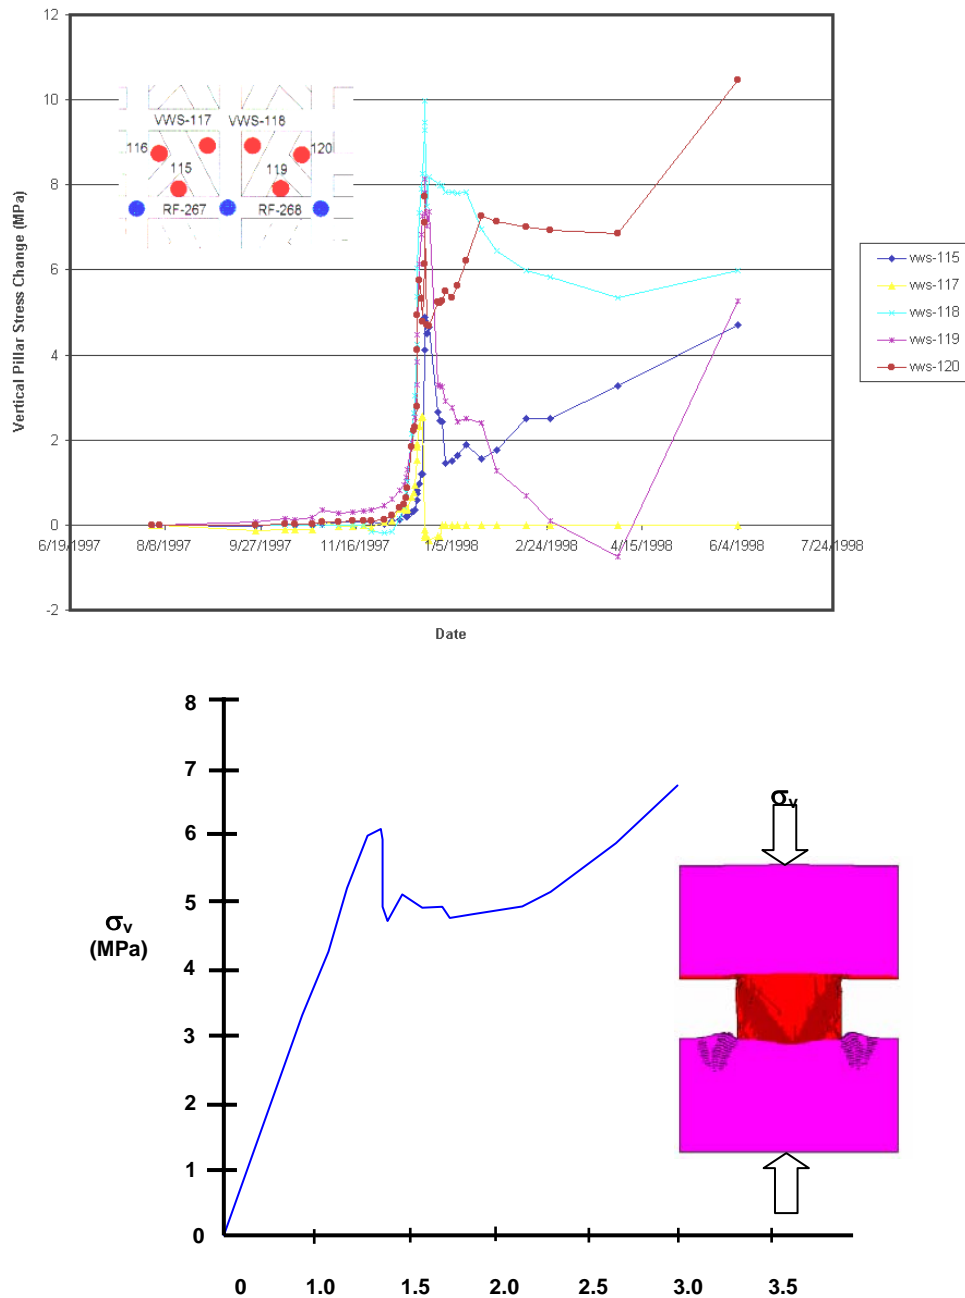 12
10
8
6
4
2
0
-2
Vertical Pillar Stress Change (MPa)
VWS-117 VWS-118
116 120
115 119
RF-267 RF-268
6/19/1997 8/8/1997 9/27/1997 11/16/1997 1/5/1998 2/24/1998 4/15/1998 6/4/1998 7/24/1998
Date
vws-115
vws-117
vws-118
vws-119
vws-120
8
7
6
5
4
3
2
1
0
σv
(MPa)
σv
0 1.0 1.5 2.0 2.5 3.0 3.5